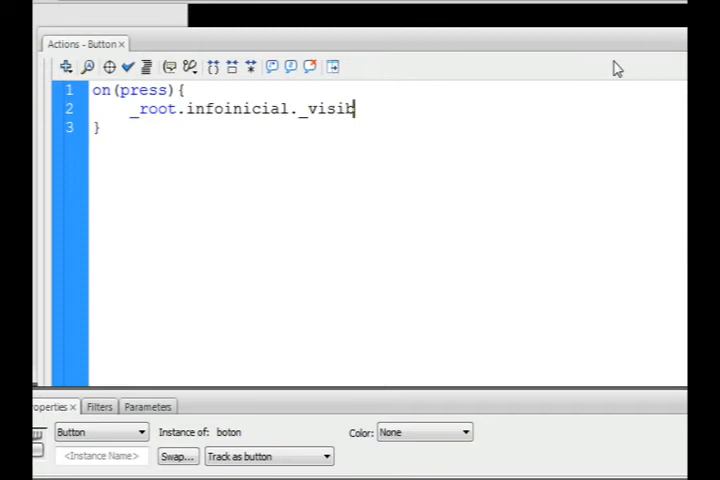 Actions - Button ×
1 on(press){
2 _root.infoinicial._visib
3 }
roperties × Filters Parameters
Button Instance of: boton Color: None
<Instance Name> Swap... Track as button